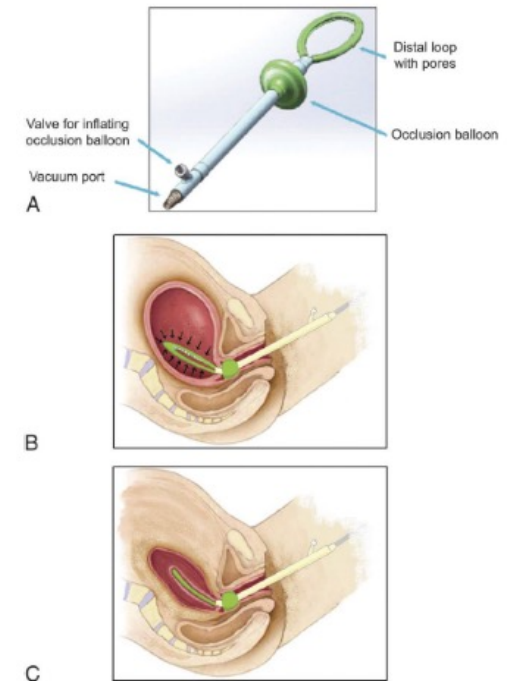 Distal loop
with pores
Valve for inflating
occlusion balloon
Occlusion balloon
Vacuum port
A
B
C